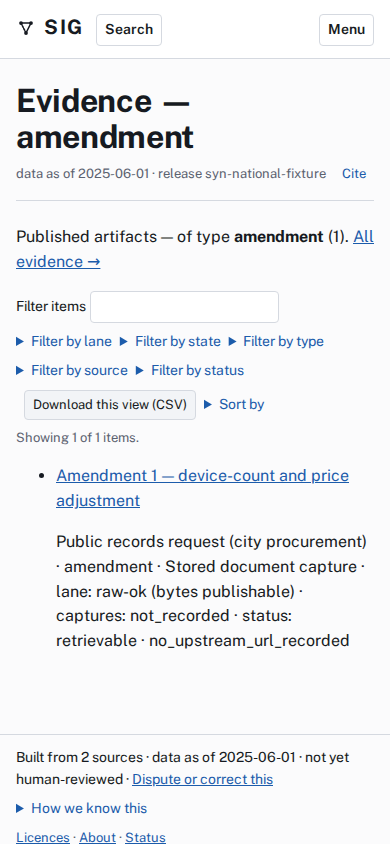 SIG
Search
Menu
Evidence —
amendment
data as of 2025-06-01 · release syn-national-fixture
Cite
Published artifacts — of type amendment (1). All
evidence →
Filter items
▶ Filter by lane ▶ Filter by state ▶ Filter by type
▶ Filter by source ▶ Filter by status
Download this view (CSV) ▶ Sort by
Showing 1 of 1 items.
• Amendment 1 — device-count and price
adjustment
Public records request (city procurement)
· amendment · Stored document capture ·
lane: raw-ok (bytes publishable) ·
captures: not_recorded · status:
retrievable · no_upstream_url_recorded
Built from 2 sources · data as of 2025-06-01 · not yet
human-reviewed · Dispute or correct this
▶ How we know this
Licences · About · Status